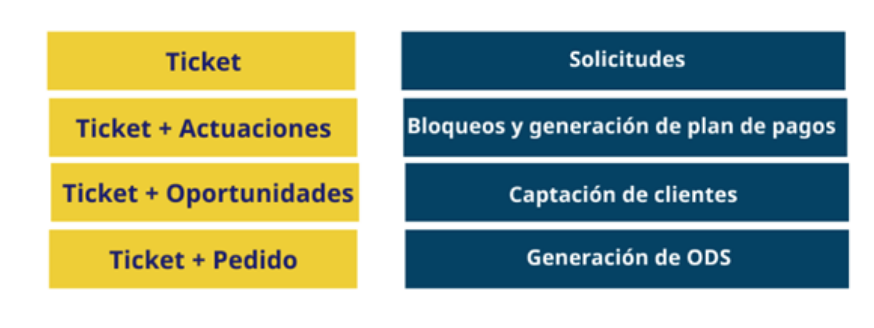 Ticket
Solicitudes
Ticket + Actuaciones
Bloqueos y generación de plan de pagos
Ticket + Oportunidades
Captación de clientes
Ticket + Pedido
Generación de ODS